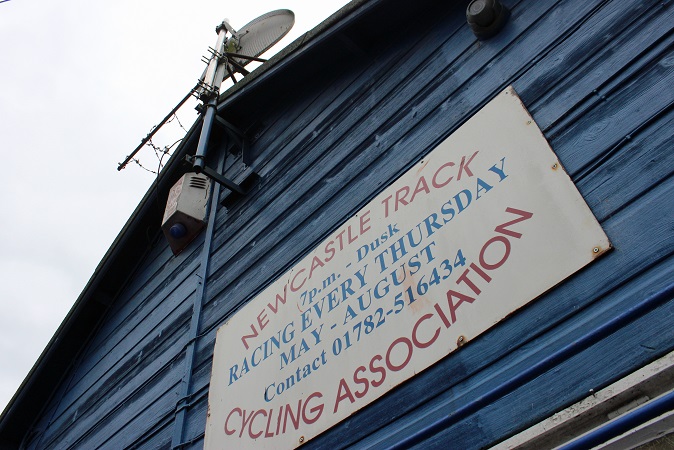 NEWCASTLE TRACK
7p.m. - Dusk
RACING EVERY THURSDAY
MAY - AUGUST
Contact 01782-516434
CYCLING ASSOCIATION